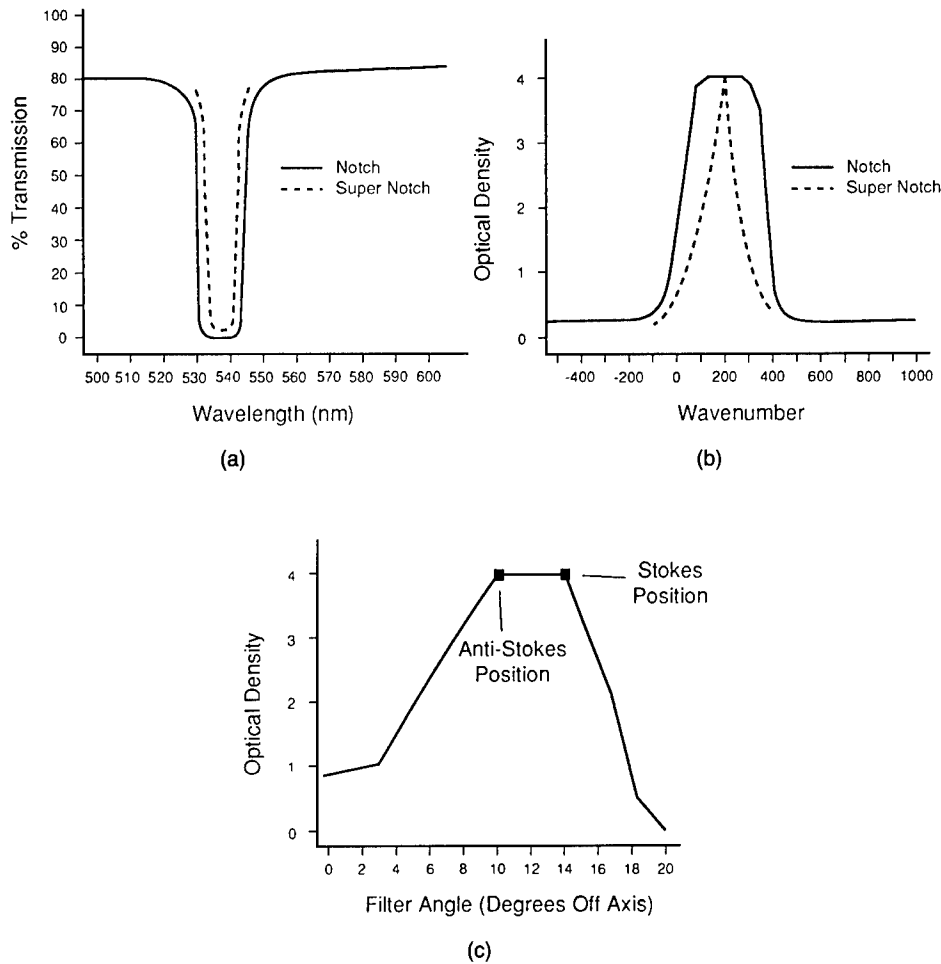 100
90
80
70
60
50
40
30
20
10
0
% Transmission
Notch
Super Notch
500 510 520 530 540 550 560 570 580 590 600
Wavelength (nm)
(a)
4
3
2
1
0
Optical Density
Notch
Super Notch
-400 -200 0 200 400 600 800 1000
Wavenumber
(b)
4
3
2
1
0
Optical Density
Stokes
Position
Anti-Stokes
Position
0 2 4 6 8 10 12 14 16 18 20
Filter Angle (Degrees Off Axis)
(c)